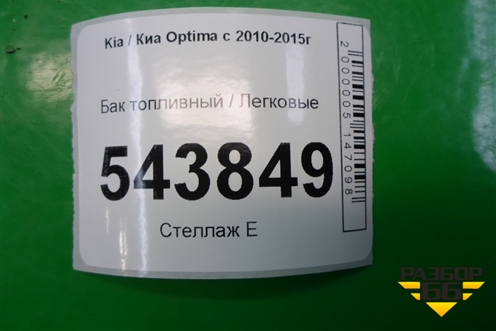 Kia / Киа Optima с 2010-2015г
Бак топливный / Легковые
543849
Стеллаж Е
2000005147098
РАЗБОР
66